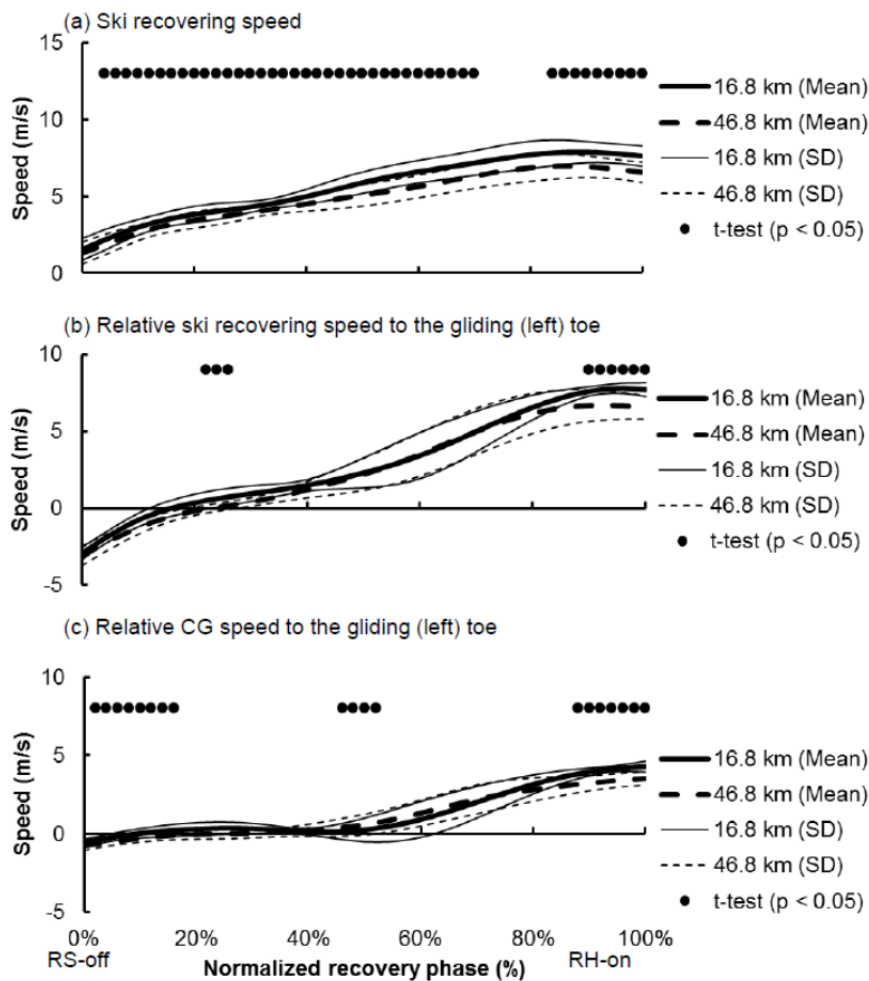 (a) Ski recovering speed
15
10
5
0
Speed (m/s)
16.8 km (Mean)
46.8 km (Mean)
16.8 km (SD)
46.8 km (SD)
t-test (p < 0.05)
(b) Relative ski recovering speed to the gliding (left) toe
10
5
0
-5
Speed (m/s)
16.8 km (Mean)
46.8 km (Mean)
16.8 km (SD)
46.8 km (SD)
t-test (p < 0.05)
(c) Relative CG speed to the gliding (left) toe
10
5
0
-5
Speed (m/s)
16.8 km (Mean)
46.8 km (Mean)
16.8 km (SD)
46.8 km (SD)
t-test (p < 0.05)
0% 20% 40% 60% 80% 100%
RS-off Normalized recovery phase (%) RH-on